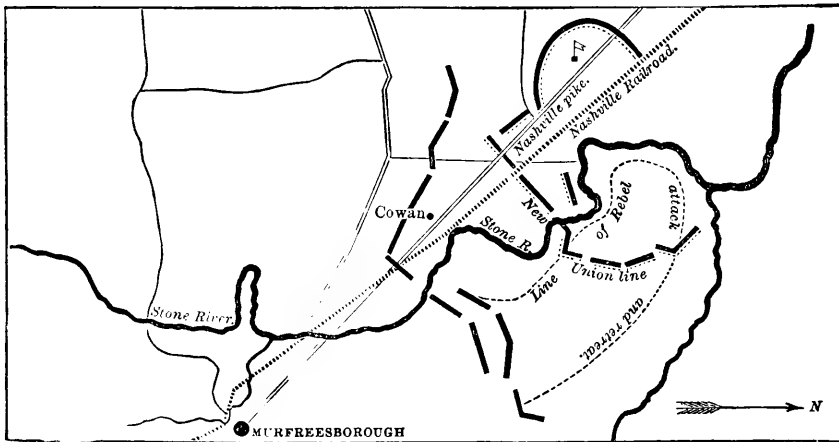 Nashville pike.
Nashville Railroad.
Cowan
New
Stone R.
of Rebel
attack
Union line
Line
and retreat.
Stone River.
N
MURFREESBOROUGH